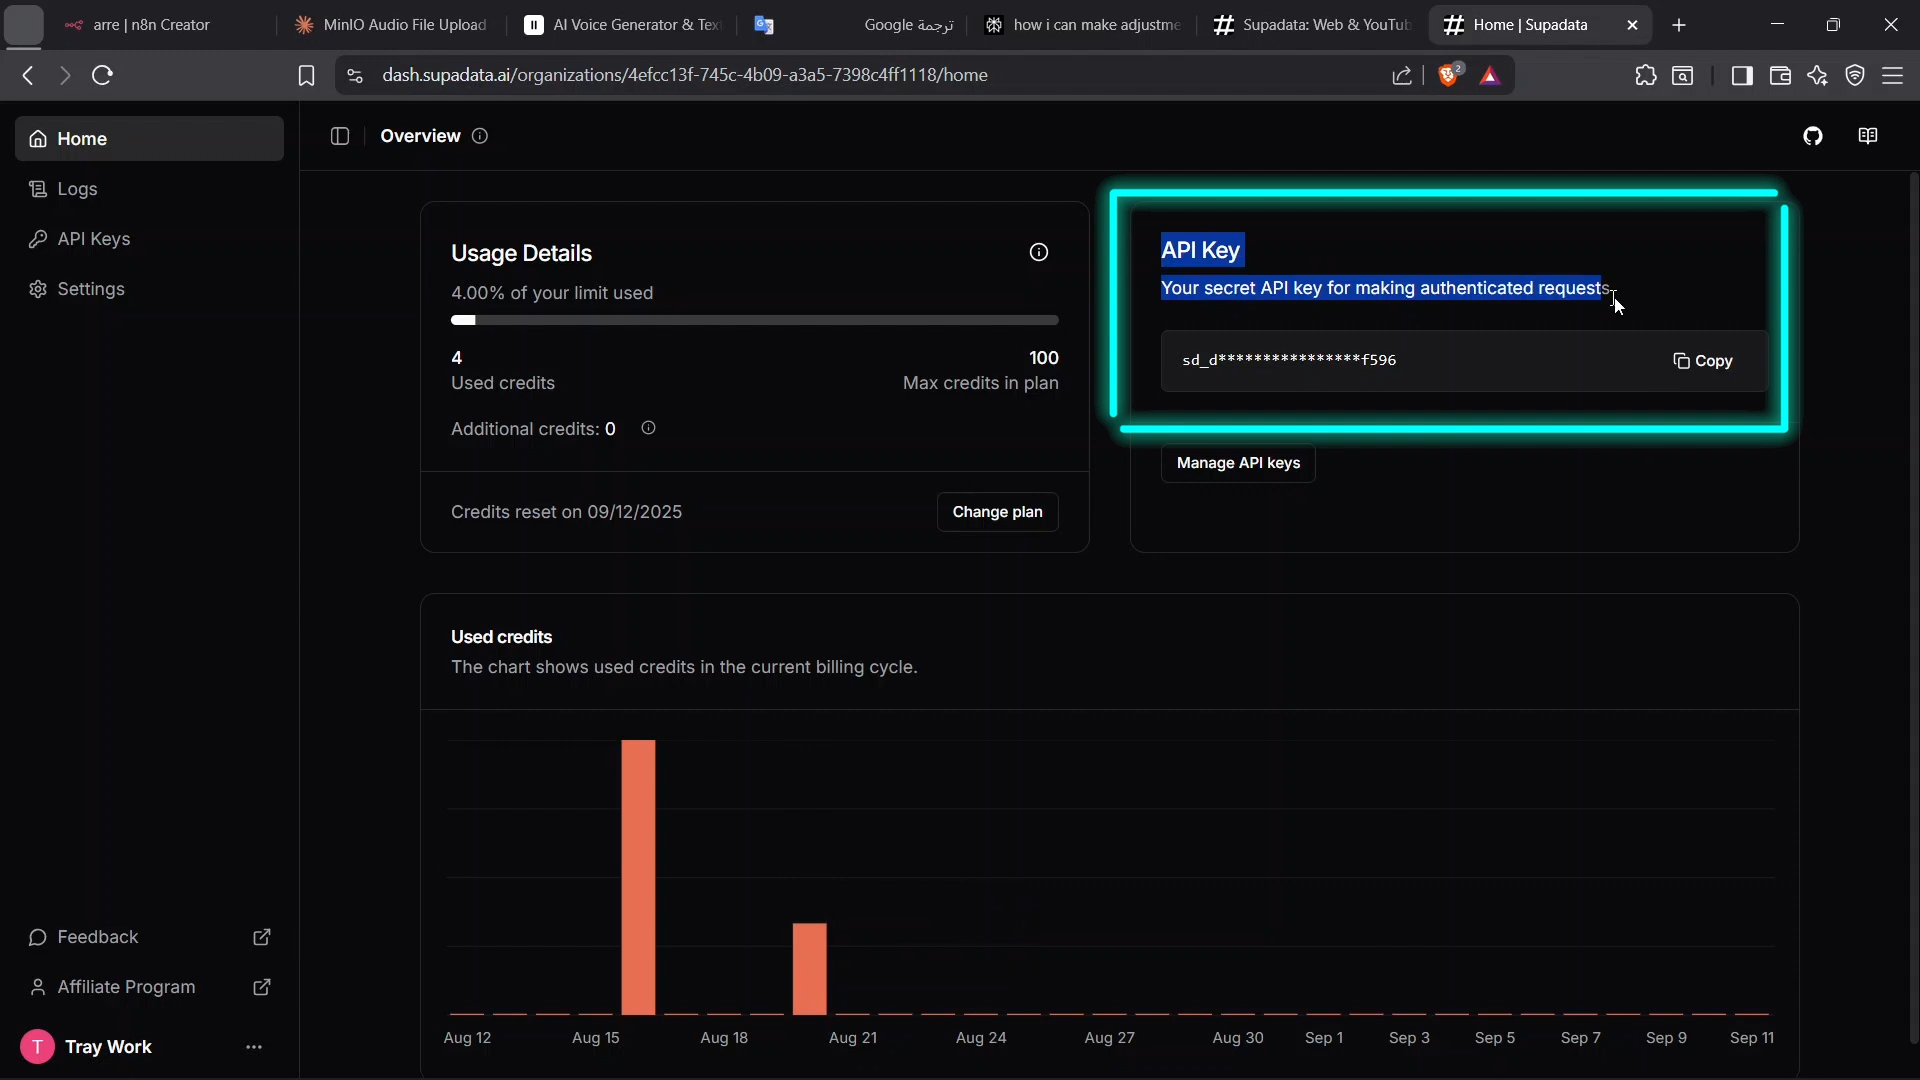 arre | n8n Creator
MinIO Audio File Upload
AI Voice Generator & Tex
ترجمة Google
how i can make adjustme
Supadata: Web & YouTub
Home | Supadata
dash.supadata.ai/organizations/4efcc13f-745c-4b09-a3a5-7398c4ff1118/home
2
Home
Logs
API Keys
Settings
Overview
Usage Details
4.00% of your limit used
4
100
Used credits
Max credits in plan
Additional credits: 0
Credits reset on 09/12/2025
Change plan
API Key
Your secret API key for making authenticated requests
sd_d****************f596
Copy
Manage API keys
Used credits
The chart shows used credits in the current billing cycle.
Aug 12
Aug 15
Aug 18
Aug 21
Aug 24
Aug 27
Aug 30
Sep 1
Sep 3
Sep 5
Sep 7
Sep 9
Sep 11
Feedback
Affiliate Program
T
Tray Work